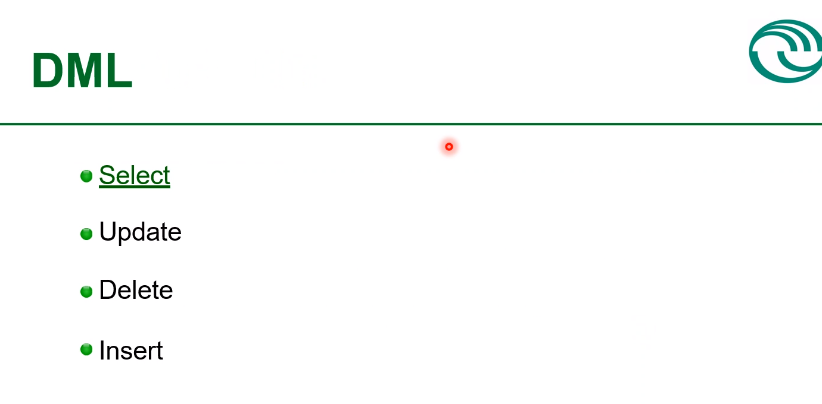 DML
Select
Update
Delete
Insert